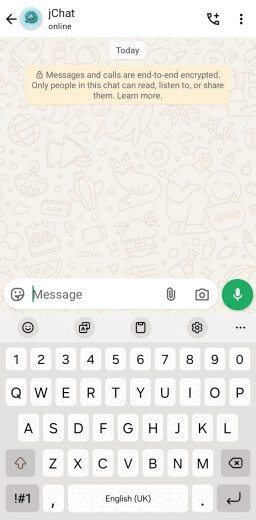 jChat
online
Today
Messages and calls are end-to-end encrypted.
Only people in this chat can read, listen to, or share
them. Learn more.
Message
1 2 3 4 5 6 7 8 9 0
Q W E R T Y U I O P
A S D F G H J K L
Z X C V B N M
!#1 , English (UK) .